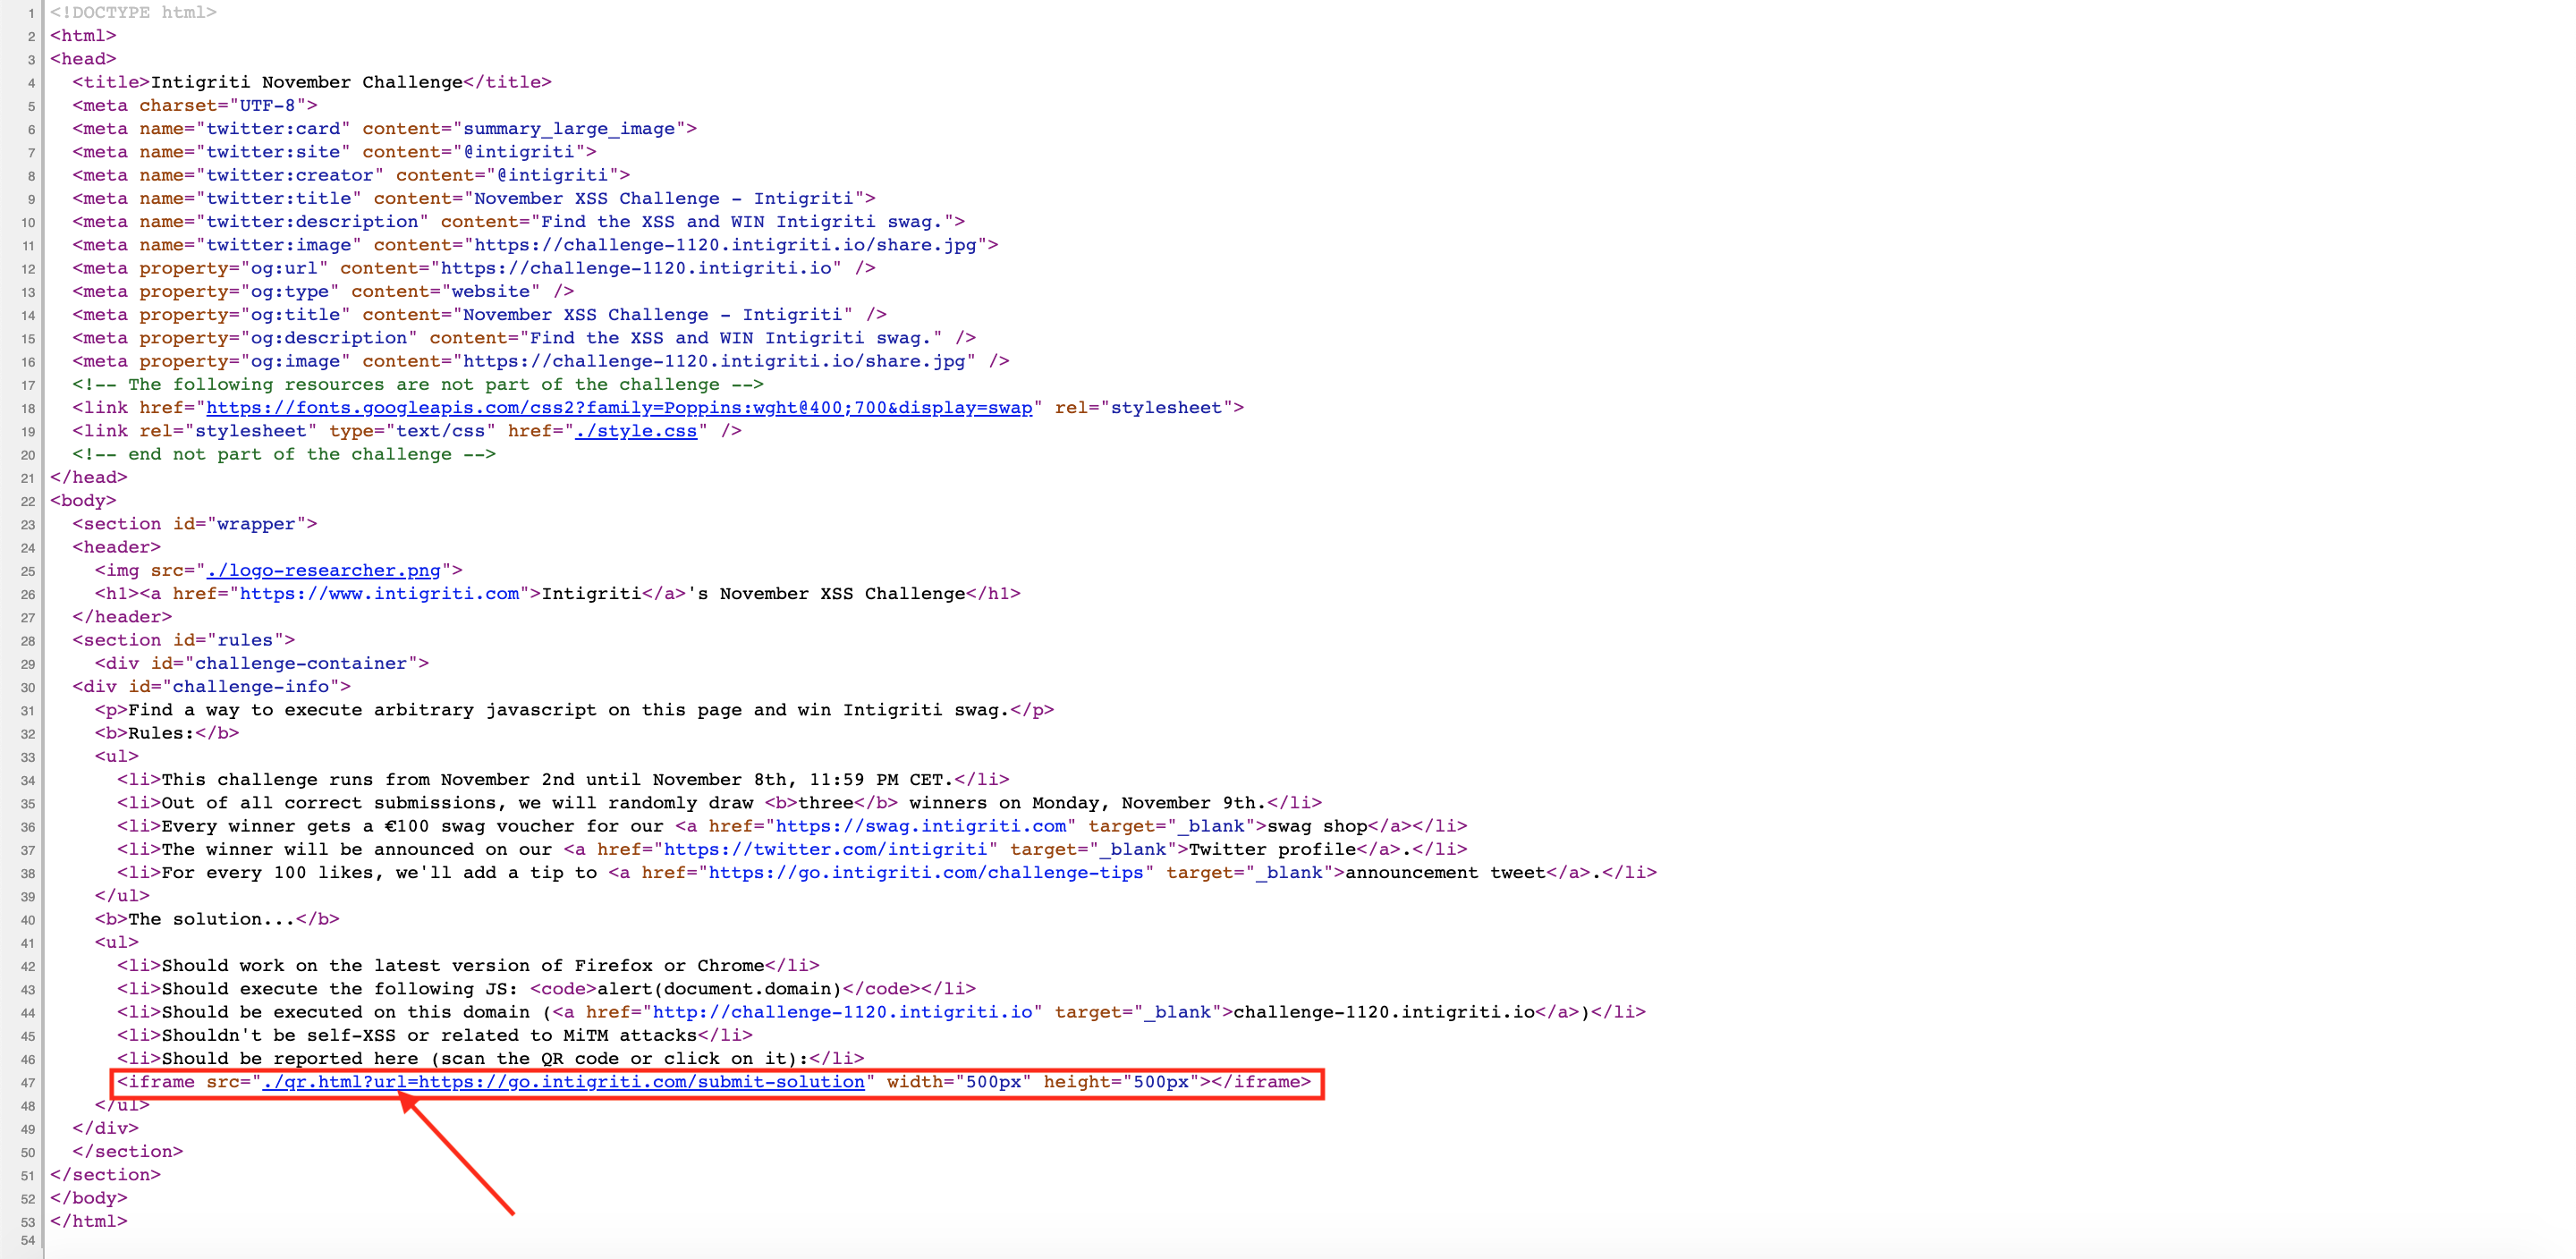 1 <!DOCTYPE html>
2 <html>
3 <head>
4 <title>Intigriti November Challenge</title>
5 <meta charset="UTF-8">
6 <meta name="twitter:card" content="summary_large_image">
7 <meta name="twitter:site" content="@intigriti">
8 <meta name="twitter:creator" content="@intigriti">
9 <meta name="twitter:title" content="November XSS Challenge - Intigriti">
10 <meta name="twitter:description" content="Find the XSS and WIN Intigriti swag.">
11 <meta name="twitter:image" content="https://challenge-1120.intigriti.io/share.jpg">
12 <meta property="og:url" content="https://challenge-1120.intigriti.io" />
13 <meta property="og:type" content="website" />
14 <meta property="og:title" content="November XSS Challenge - Intigriti" />
15 <meta property="og:description" content="Find the XSS and WIN Intigriti swag." />
16 <meta property="og:image" content="https://challenge-1120.intigriti.io/share.jpg" />
17 <!-- The following resources are not part of the challenge -->
18 <link href="https://fonts.googleapis.com/css2?family=Poppins:wght@400;700&display=swap" rel="stylesheet">
19 <link rel="stylesheet" type="text/css" href="./style.css" />
20 <!-- end not part of the challenge -->
21 </head>
22 <body>
23 <section id="wrapper">
24 <header>
25 <img src="./logo-researcher.png">
26 <h1><a href="https://www.intigriti.com">Intigriti</a>'s November XSS Challenge</h1>
27 </header>
28 <section id="rules">
29 <div id="challenge-container">
30 <div id="challenge-info">
31 <p>Find a way to execute arbitrary javascript on this page and win Intigriti swag.</p>
32 <b>Rules:</b>
33 <ul>
34 <li>This challenge runs from November 2nd until November 8th, 11:59 PM CET.</li>
35 <li>Out of all correct submissions, we will randomly draw <b>three</b> winners on Monday, November 9th.</li>
36 <li>Every winner gets a €100 swag voucher for our <a href="https://swag.intigriti.com" target="_blank">swag shop</a></li>
37 <li>The winner will be announced on our <a href="https://twitter.com/intigriti" target="_blank">Twitter profile</a>.</li>
38 <li>For every 100 likes, we'll add a tip to <a href="https://go.intigriti.com/challenge-tips" target="_blank">announcement tweet</a>.</li>
39 </ul>
40 <b>The solution...</b>
41 <ul>
42 <li>Should work on the latest version of Firefox or Chrome</li>
43 <li>Should execute the following JS: <code>alert(document.domain)</code></li>
44 <li>Should be executed on this domain (<a href="http://challenge-1120.intigriti.io" target="_blank">challenge-1120.intigriti.io</a>)</li>
45 <li>Shouldn't be self-XSS or related to MiTM attacks</li>
46 <li>Should be reported here (scan the QR code or click on it):</li>
47 <iframe src="./qr.html?url=https://go.intigriti.com/submit-solution" width="500px" height="500px"></iframe>
48 </ul>
49 </div>
50 </section>
51 </section>
52 </body>
53 </html>
54